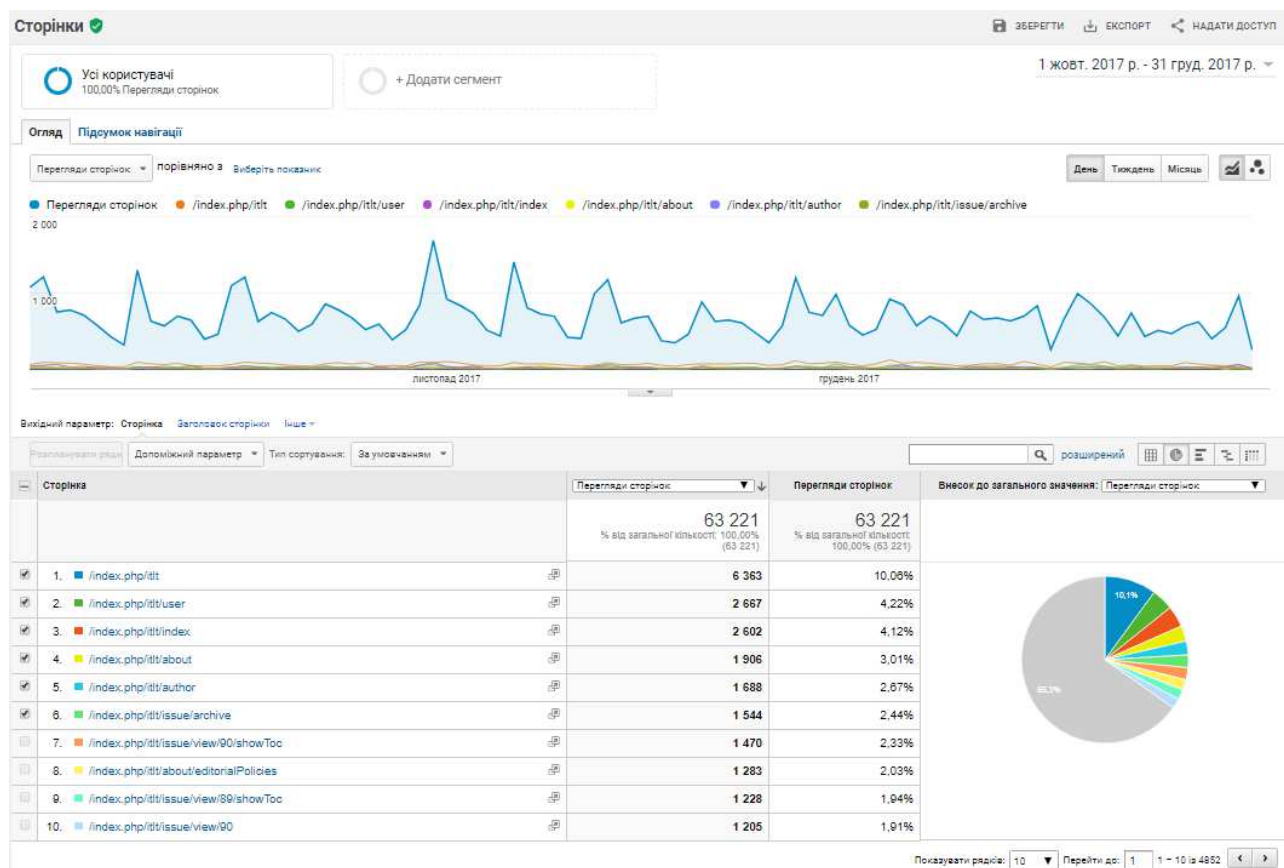 Сторінки
ЗБЕРЕГТИ ЕКСПОРТ НАДАТИ ДОСТУП
Усі користувачі
100,00% Перегляди сторінок
+ Додати сегмент
1 жовт. 2017 р. - 31 груд. 2017 р.
Огляд Підсумок навігації
Перегляди сторінок порівняно з Виберіть показник
День Тиждень Місяць
Перегляди сторінок /index.php/itlt /index.php/itlt/user /index.php/itlt/index /index.php/itlt/about /index.php/itlt/author /index.php/itlt/issue/archive
2 000
1 000
листопад 2017 грудень 2017
Вихідний параметр: Сторінка Заголовок сторінки Інше
Розпланувати ряди Допоміжний параметр Тип сортування: За умовчанням
розширений
Сторінка Перегляди сторінок Перегляди сторінок Внесок до загального значення: Перегляди сторінок
63 221 63 221
% від загальної кількості: 100,00% (63 221) % від загальної кількості: 100,00% (63 221)
1. /index.php/itlt 6 363 10,06%
2. /index.php/itlt/user 2 667 4,22%
3. /index.php/itlt/index 2 602 4,12%
4. /index.php/itlt/about 1 906 3,01%
5. /index.php/itlt/author 1 688 2,67%
6. /index.php/itlt/issue/archive 1 544 2,44%
7. /index.php/itlt/issue/view/90/showToc 1 470 2,33%
8. /index.php/itlt/about/editorialPolicies 1 283 2,03%
9. /index.php/itlt/issue/view/89/showToc 1 228 1,94%
10. /index.php/itlt/issue/view/90 1 205 1,91%
10,1%
65,3%
Показувати рядків: 10 Перейти до: 1 1 – 10 із 4852